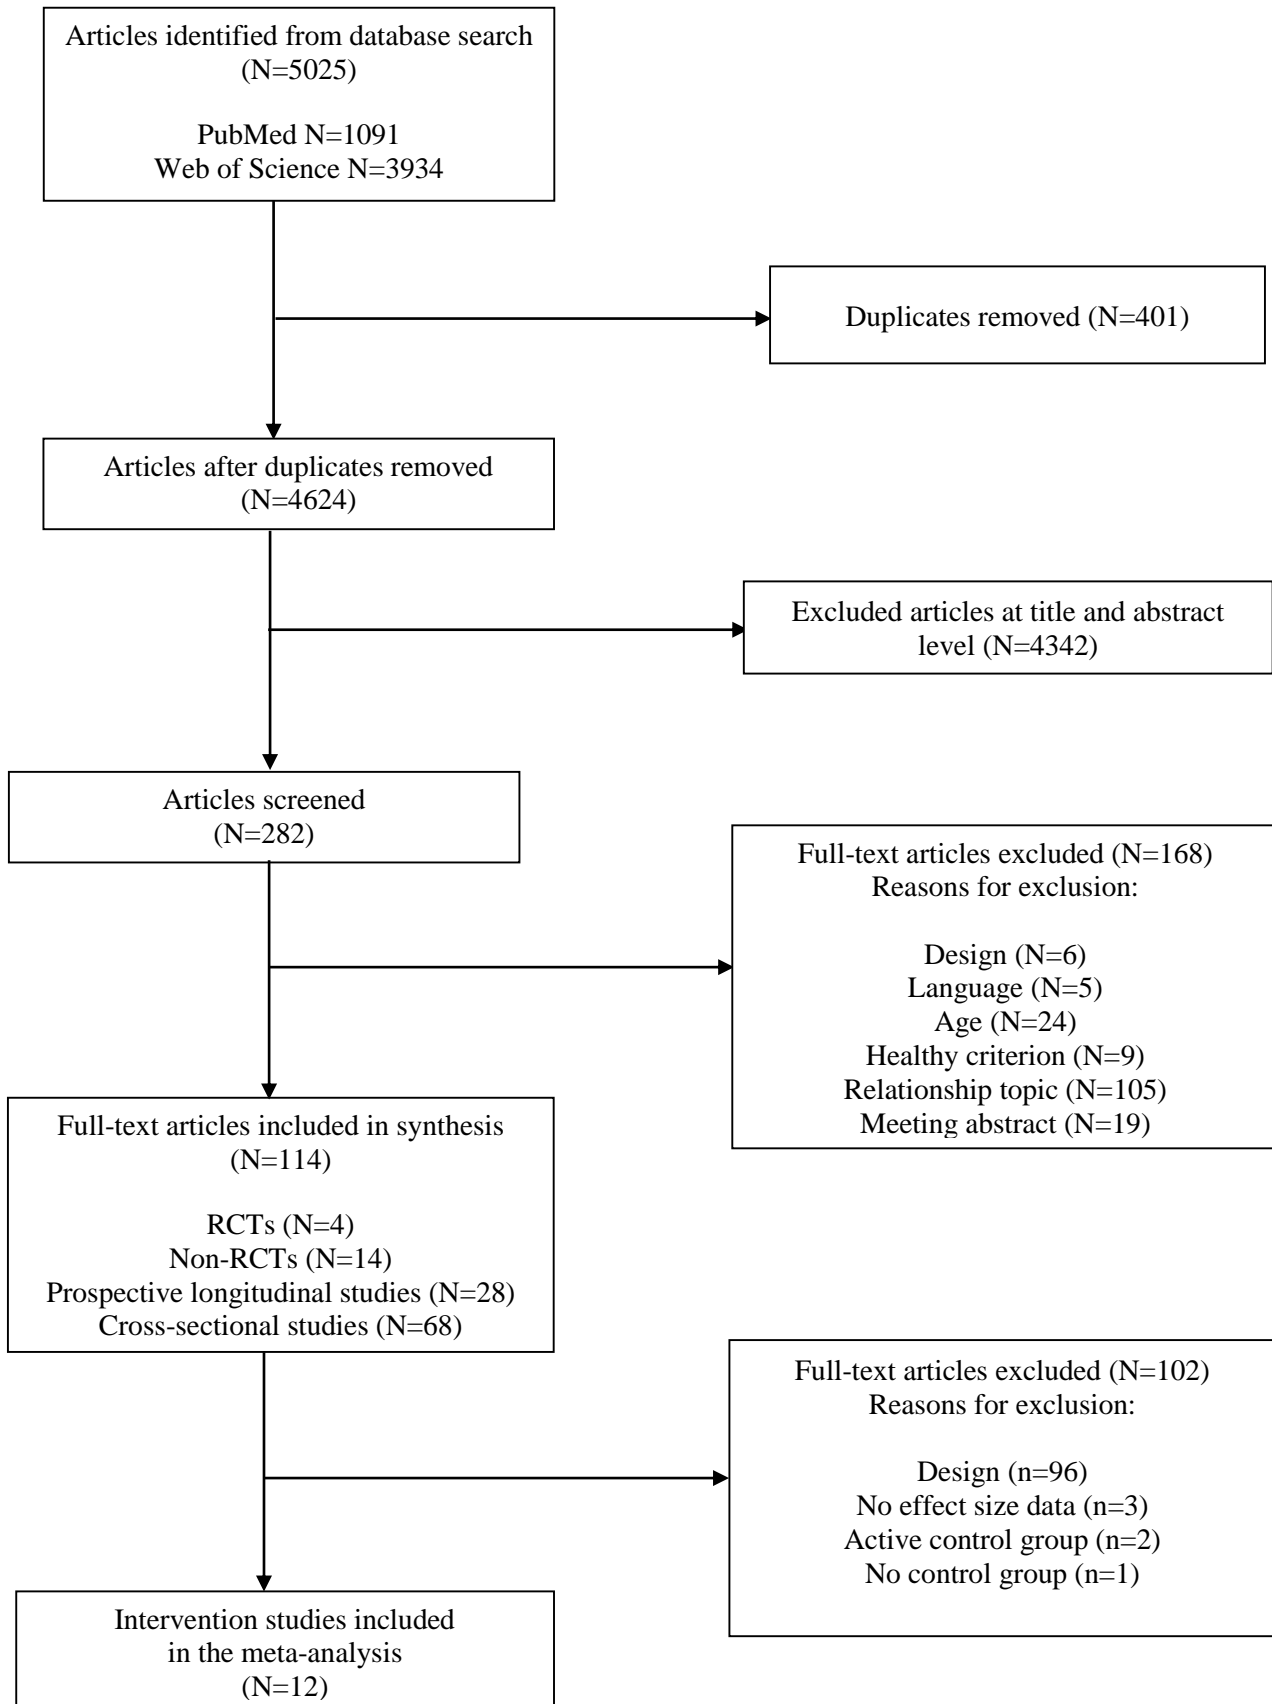 Articles identified from database search
(N=5025)
PubMed N=1091
Web of Science N=3934
Duplicates removed (N=401)
Articles after duplicates removed
(N=4624)
Excluded articles at title and abstract
level (N=4342)
Articles screened
(N=282)
Full-text articles excluded (N=168)
Reasons for exclusion:
Design (N=6)
Language (N=5)
Age (N=24)
Healthy criterion (N=9)
Relationship topic (N=105)
Meeting abstract (N=19)
Full-text articles included in synthesis
(N=114)
RCTs (N=4)
Non-RCTs (N=14)
Prospective longitudinal studies (N=28)
Cross-sectional studies (N=68)
Full-text articles excluded (N=102)
Reasons for exclusion:
Design (n=96)
No effect size data (n=3)
Active control group (n=2)
No control group (n=1)
Intervention studies included
in the meta-analysis
(N=12)